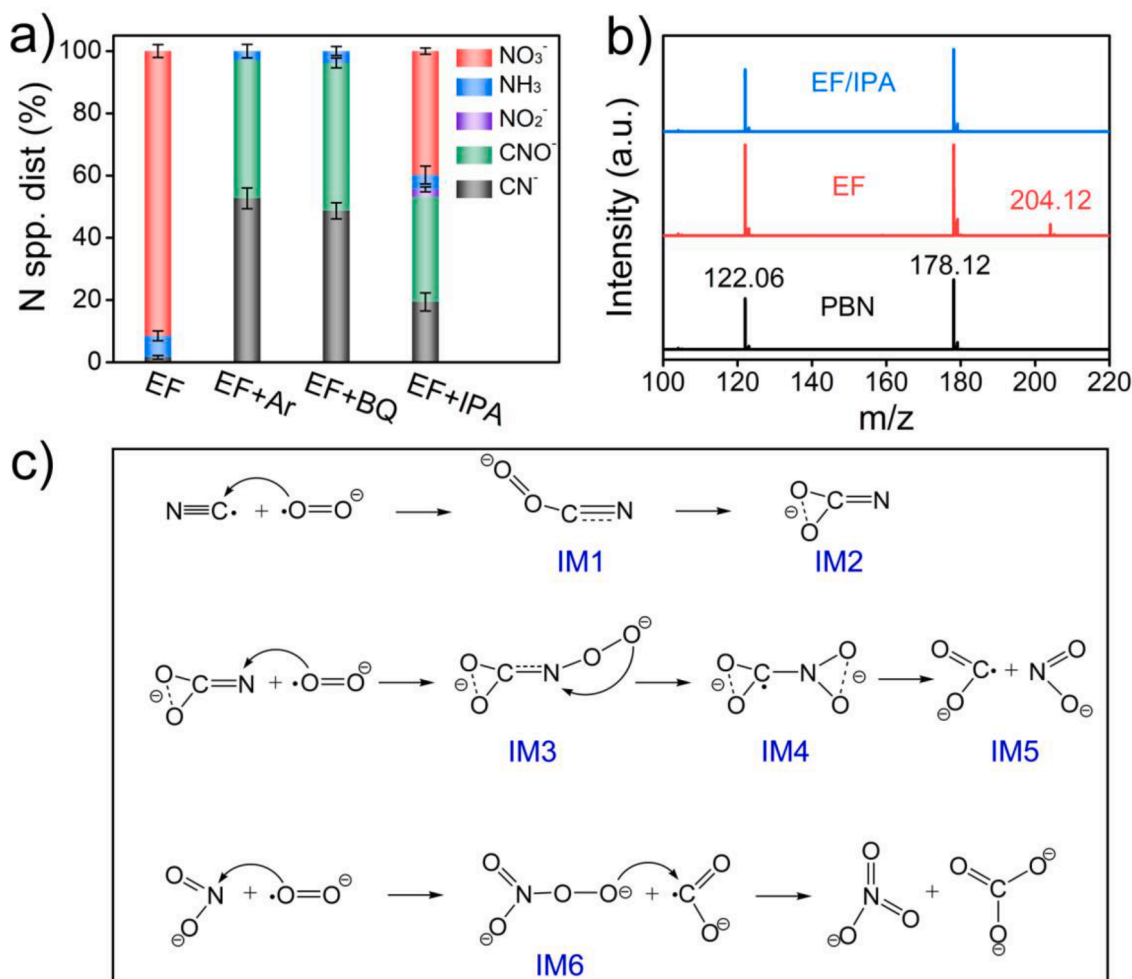 a)
N spp. dist (%)
100
80
60
40
20
0
NO₃⁻
NH₃
NO₂⁻
CNO⁻
CN⁻
EF
EF+Ar
EF+BQ
EF+IPA
b)
Intensity (a.u.)
EF/IPA
EF
204.12
122.06
178.12
PBN
100 120 140 160 180 200 220
m/z
c)
N≡C· + ·O=O⊖
⊖O O C N
O O ⊖ C=N
IM1 IM2
O O ⊖ C=N + ·O=O⊖
O O ⊖ C N O O⊖
O O ⊖ C· N O O ⊖
O C· O⊖ + N O O⊖
IM3 IM4 IM5
O N O⊖ + ·O=O⊖
O N O⊖ O O⊖ + ·C O O⊖
O N O O⊖ + O C O⊖ O⊖
IM6